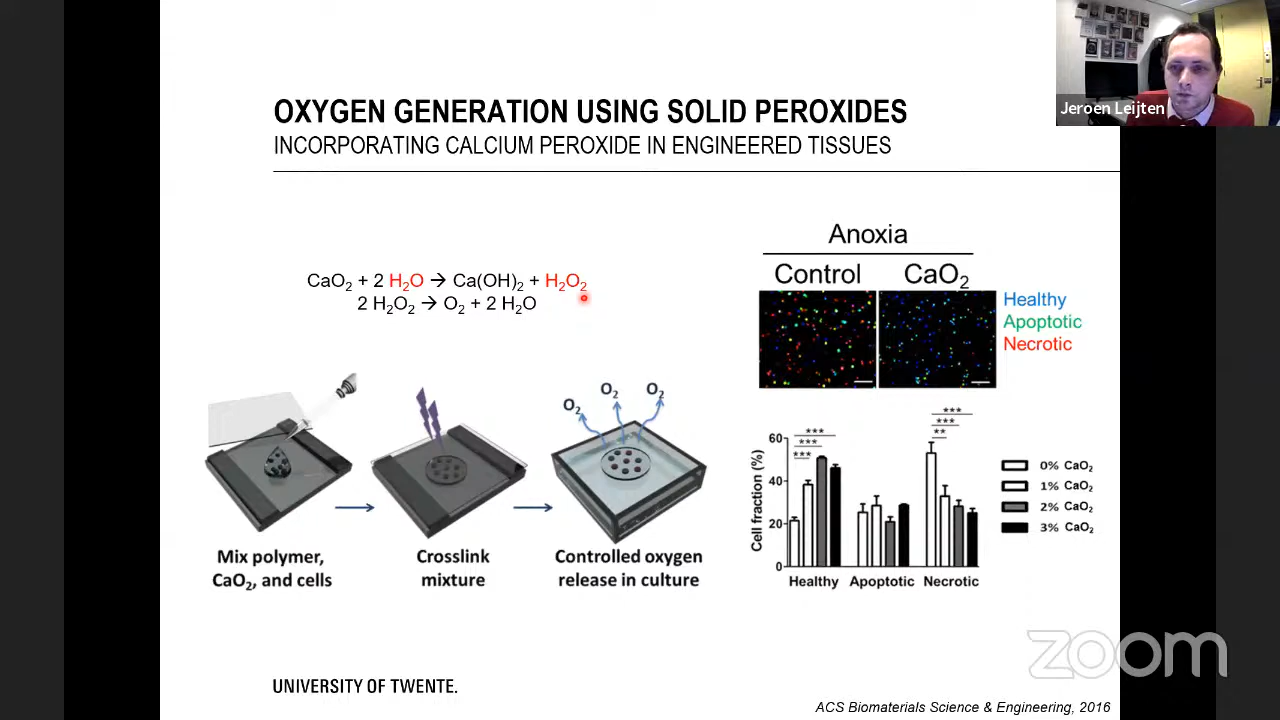 Jeroen Leijten
OXYGEN GENERATION USING SOLID PEROXIDES
INCORPORATING CALCIUM PEROXIDE IN ENGINEERED TISSUES
CaO₂ + 2 H₂O → Ca(OH)₂ + H₂O₂
2 H₂O₂ → O₂ + 2 H₂O
Anoxia
Control CaO₂
Healthy
Apoptotic
Necrotic
O₂ O₂ O₂
Mix polymer,
CaO₂, and cells
Crosslink
mixture
Controlled oxygen
release in culture
Cell fraction (%)
60
40
20
0
***
***
***
***
***
**
Healthy Apoptotic Necrotic
0% CaO₂
1% CaO₂
2% CaO₂
3% CaO₂
zoom
UNIVERSITY OF TWENTE.
ACS Biomaterials Science & Engineering, 2016